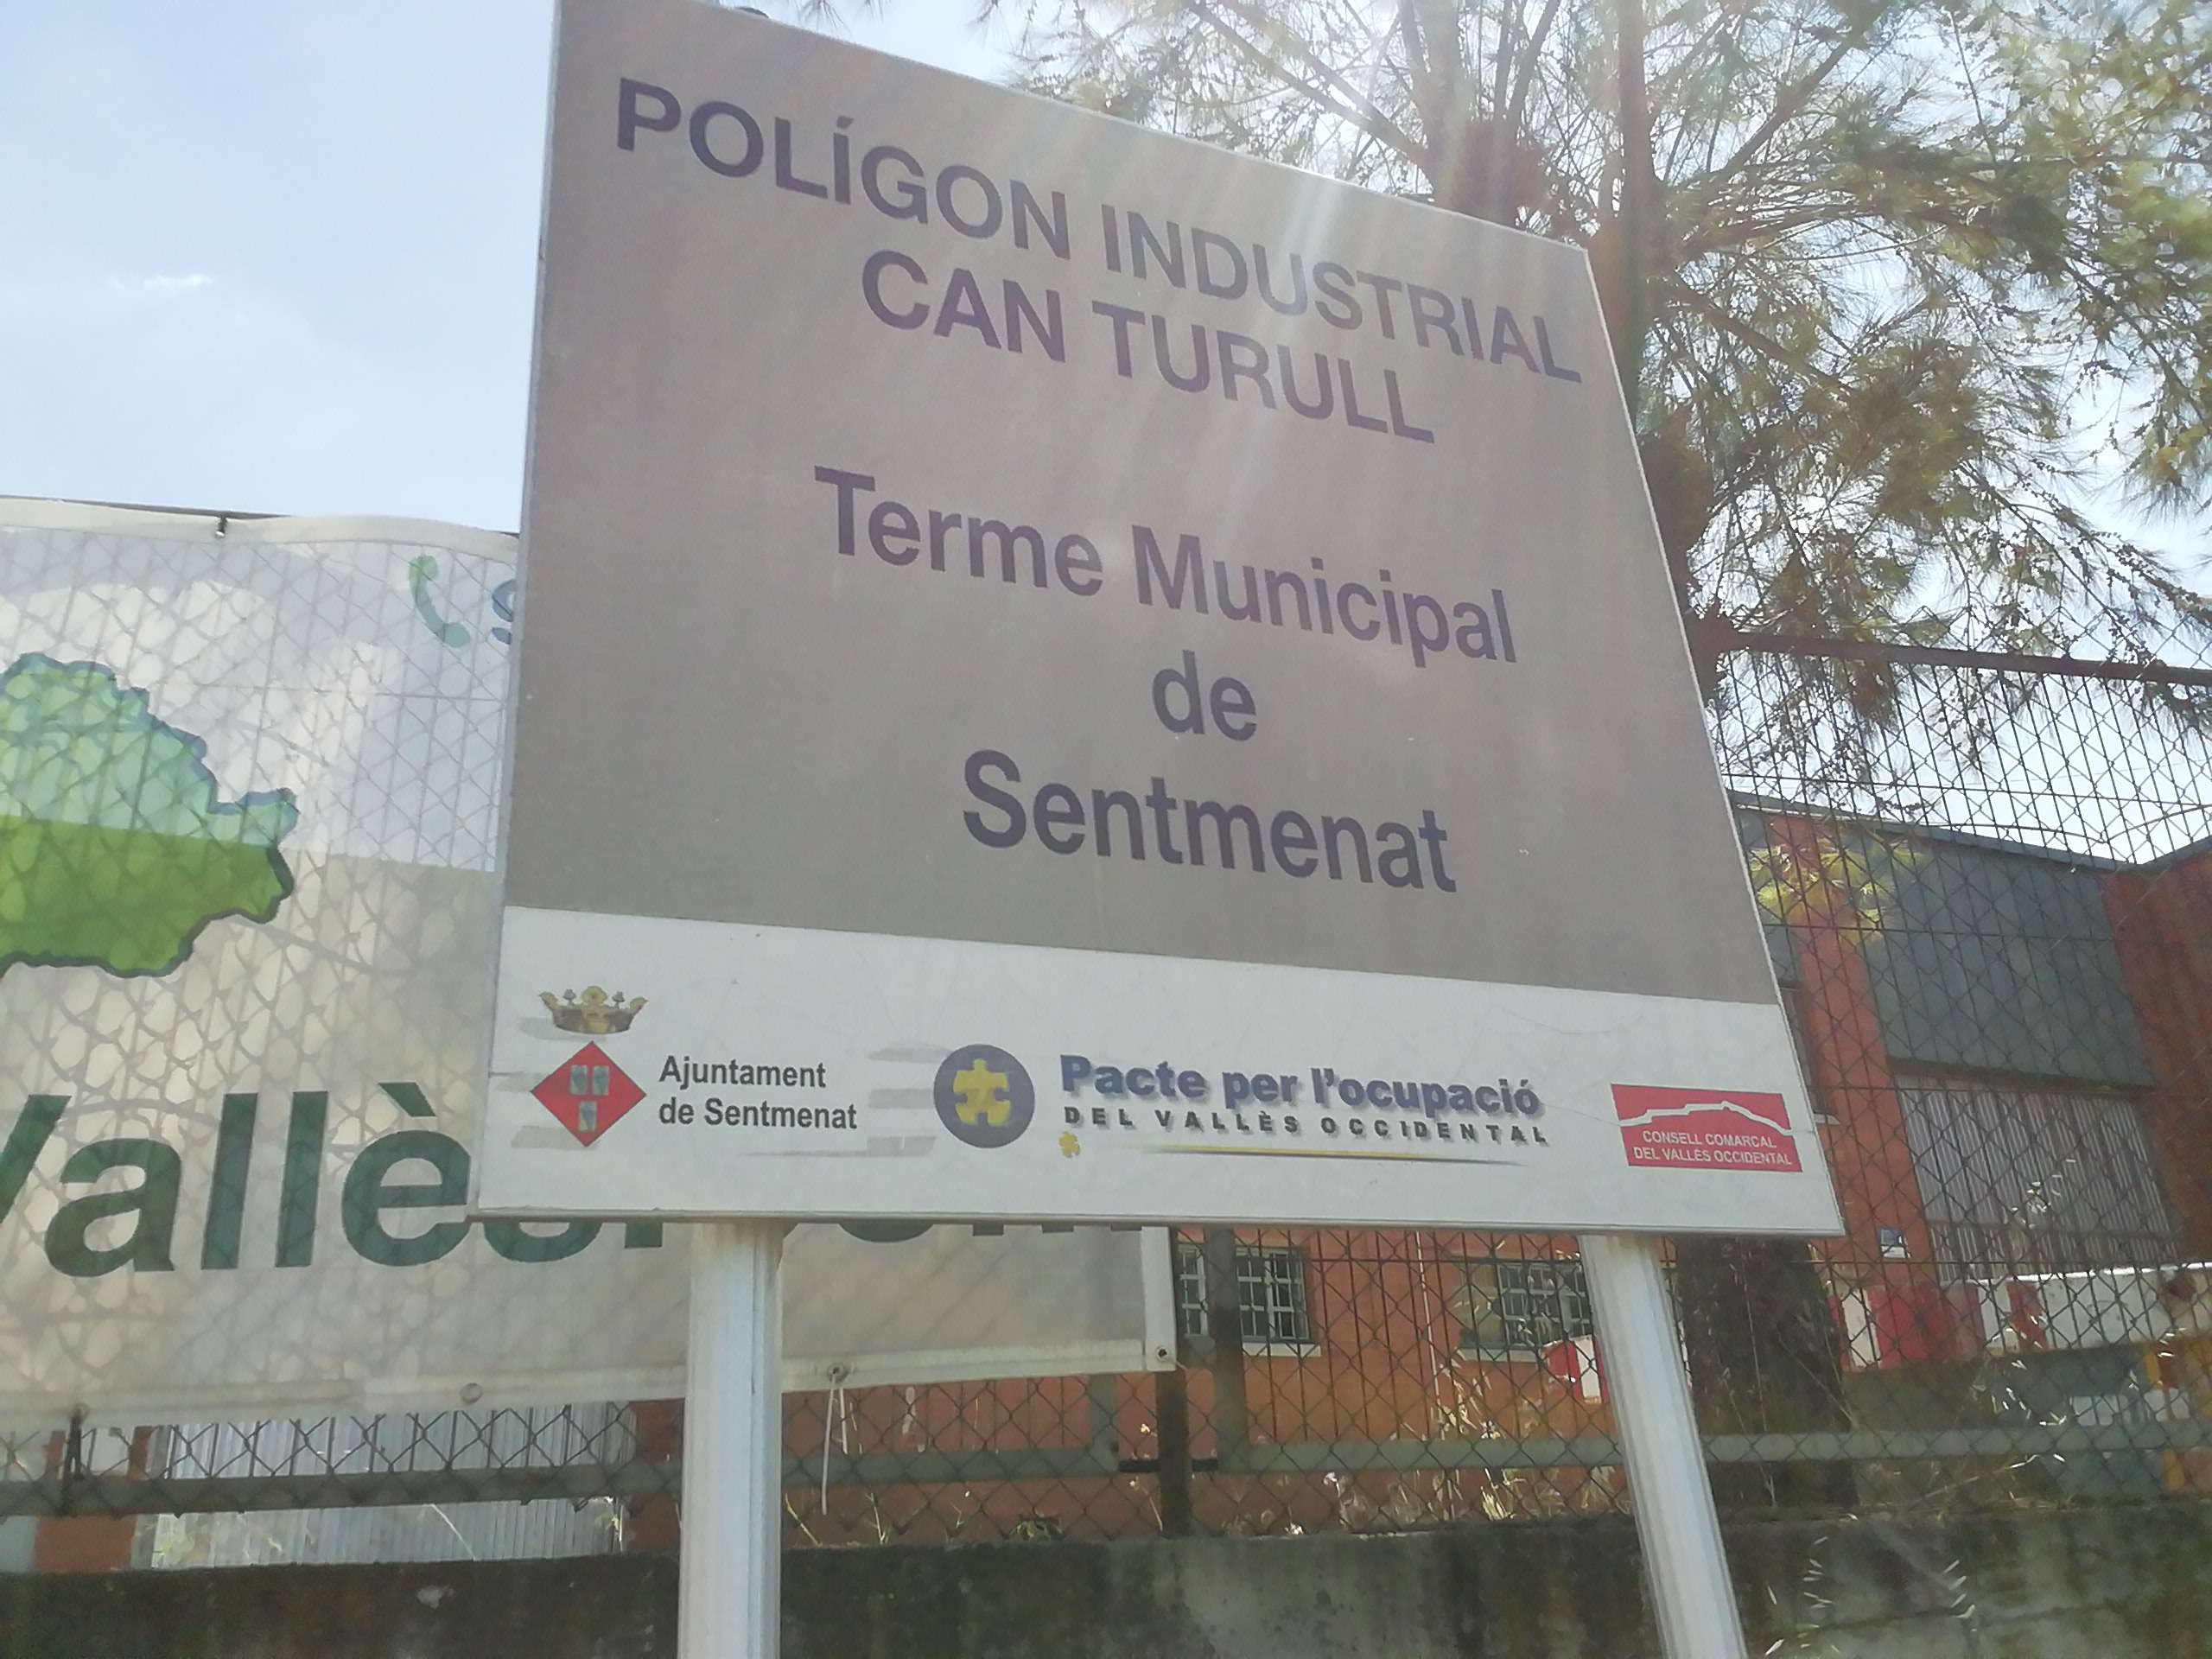 POLÍGON INDUSTRIAL
CAN TURULL
Terme Municipal
de
Sentmenat
Ajuntament
de Sentmenat
Pacte per l'ocupació
DEL VALLÈS OCCIDENTAL
CONSELL COMARCAL
DEL VALLÈS OCCIDENTAL